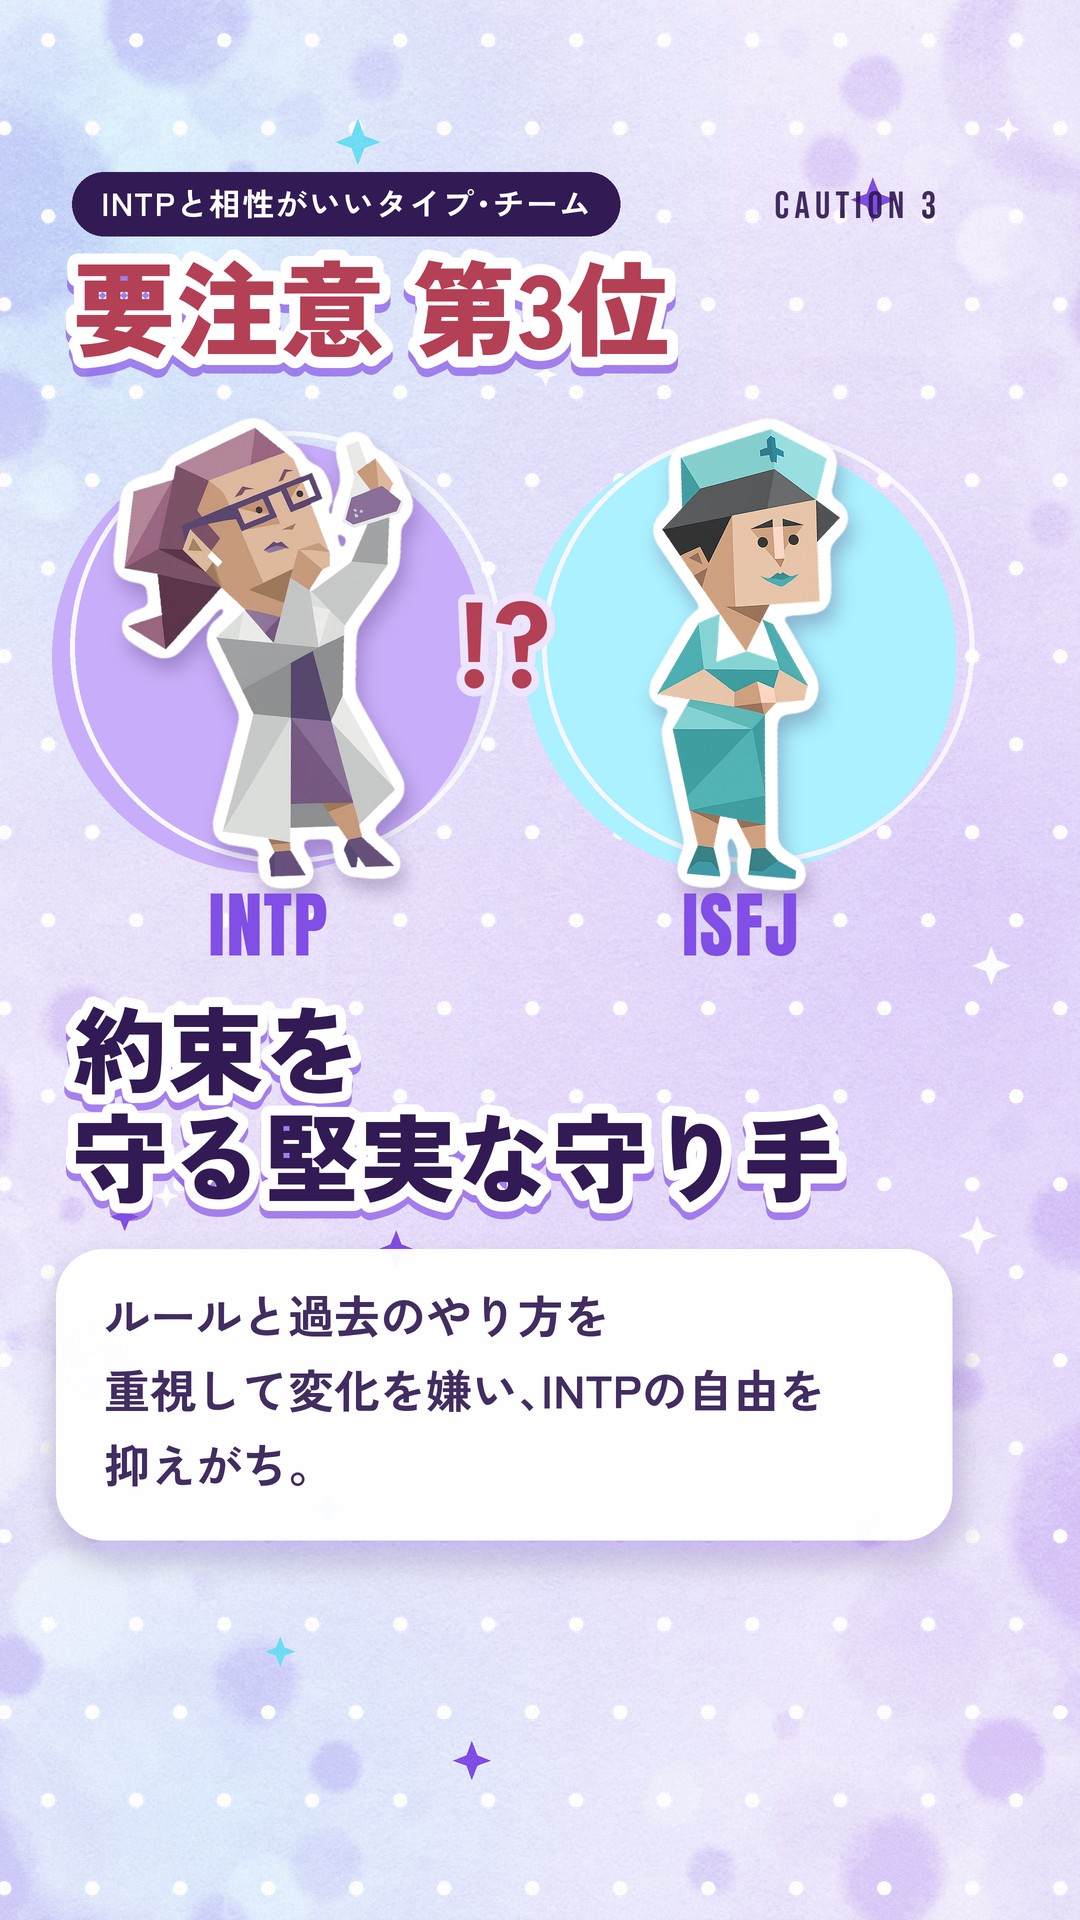 INTPと相性がいいタイプ・チーム
CAUTION 3
要注意 第3位
!?
INTP
ISFJ
約束を
守る堅実な守り手
ルールと過去のやり方を
重視して変化を嫌い、INTPの自由を
抑えがち。